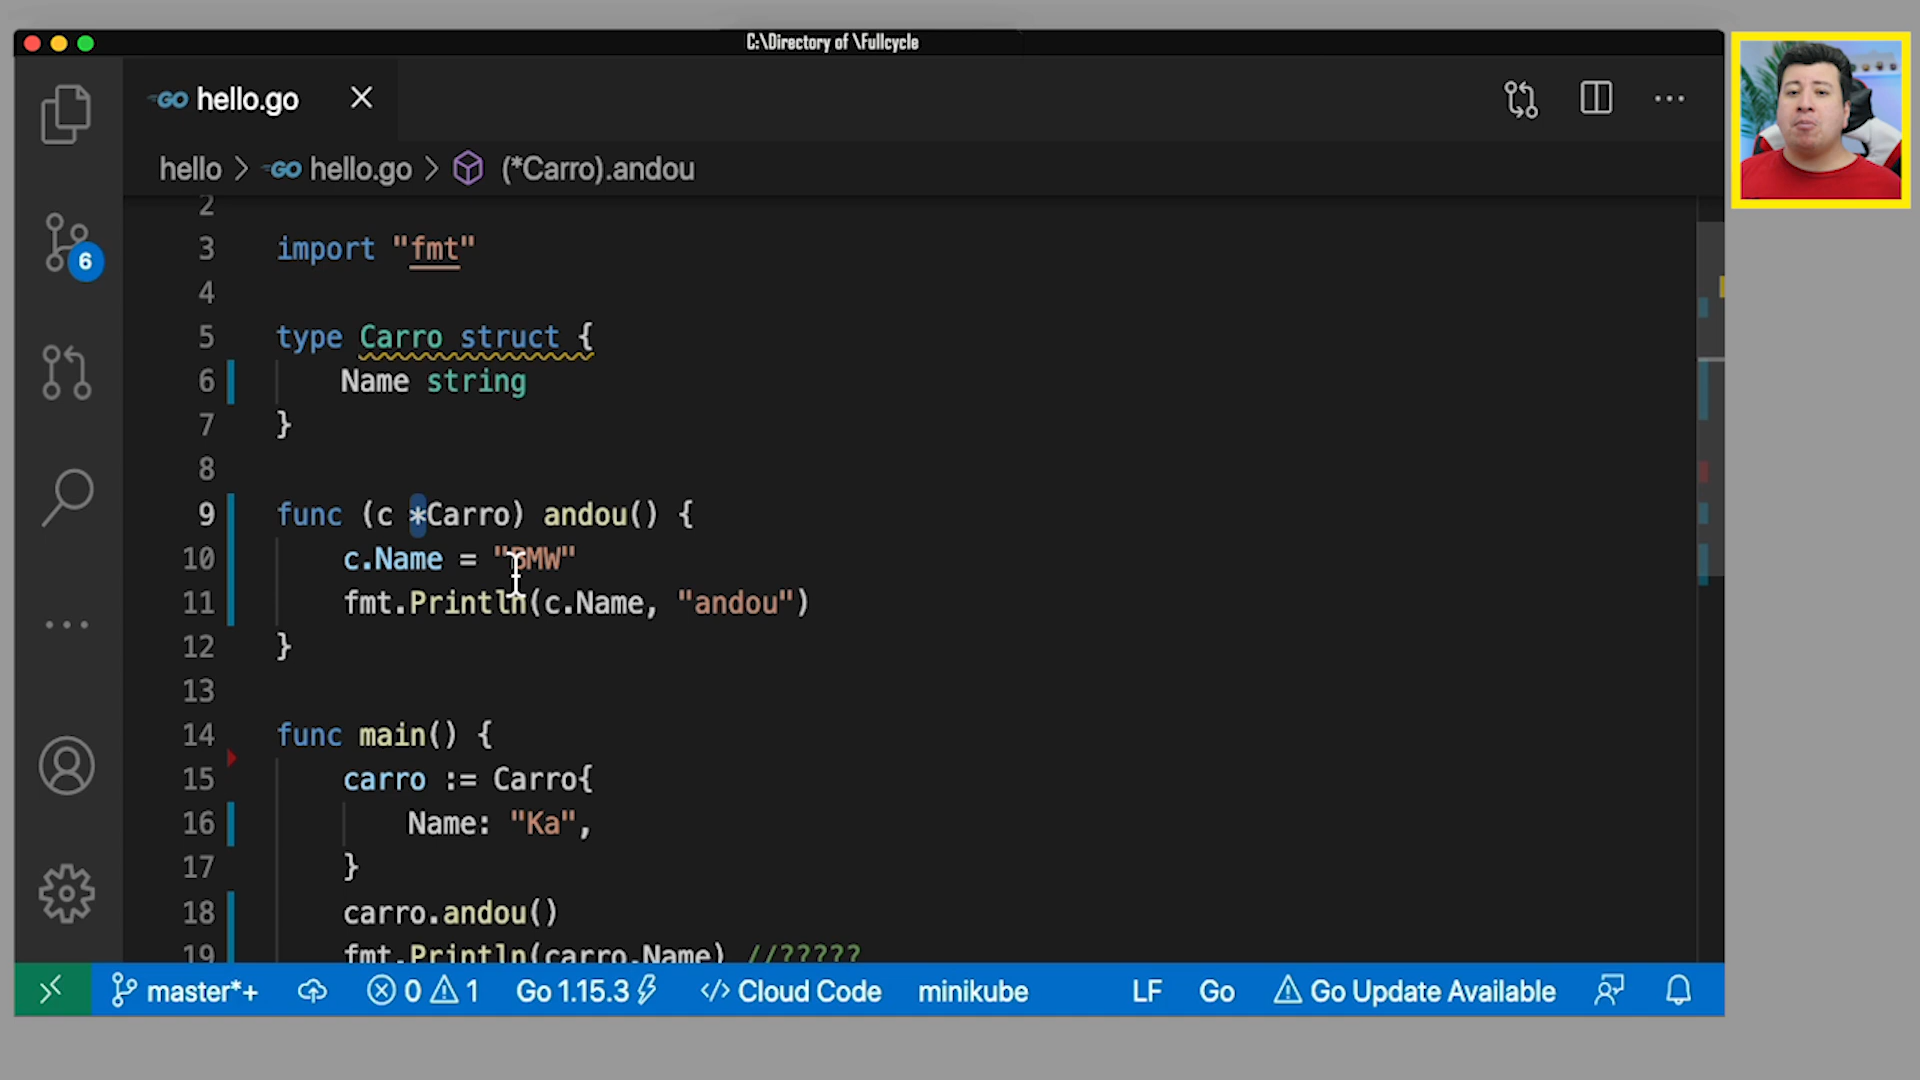 C:\Directory of \Fullcycle
GO hello.go
hello > GO hello.go > (*Carro).andou
2
3 import "fmt"
4
5 type Carro struct {
6 Name string
7 }
8
9 func (c *Carro) andou() {
10 c.Name = "BMW"
11 fmt.Println(c.Name, "andou")
12 }
13
14 func main() {
15 carro := Carro{
16 Name: "Ka",
17 }
18 carro.andou()
19 fmt.Println(carro.Name) //?????
6
master*+ 0 1 Go 1.15.3 </> Cloud Code minikube LF Go Go Update Available